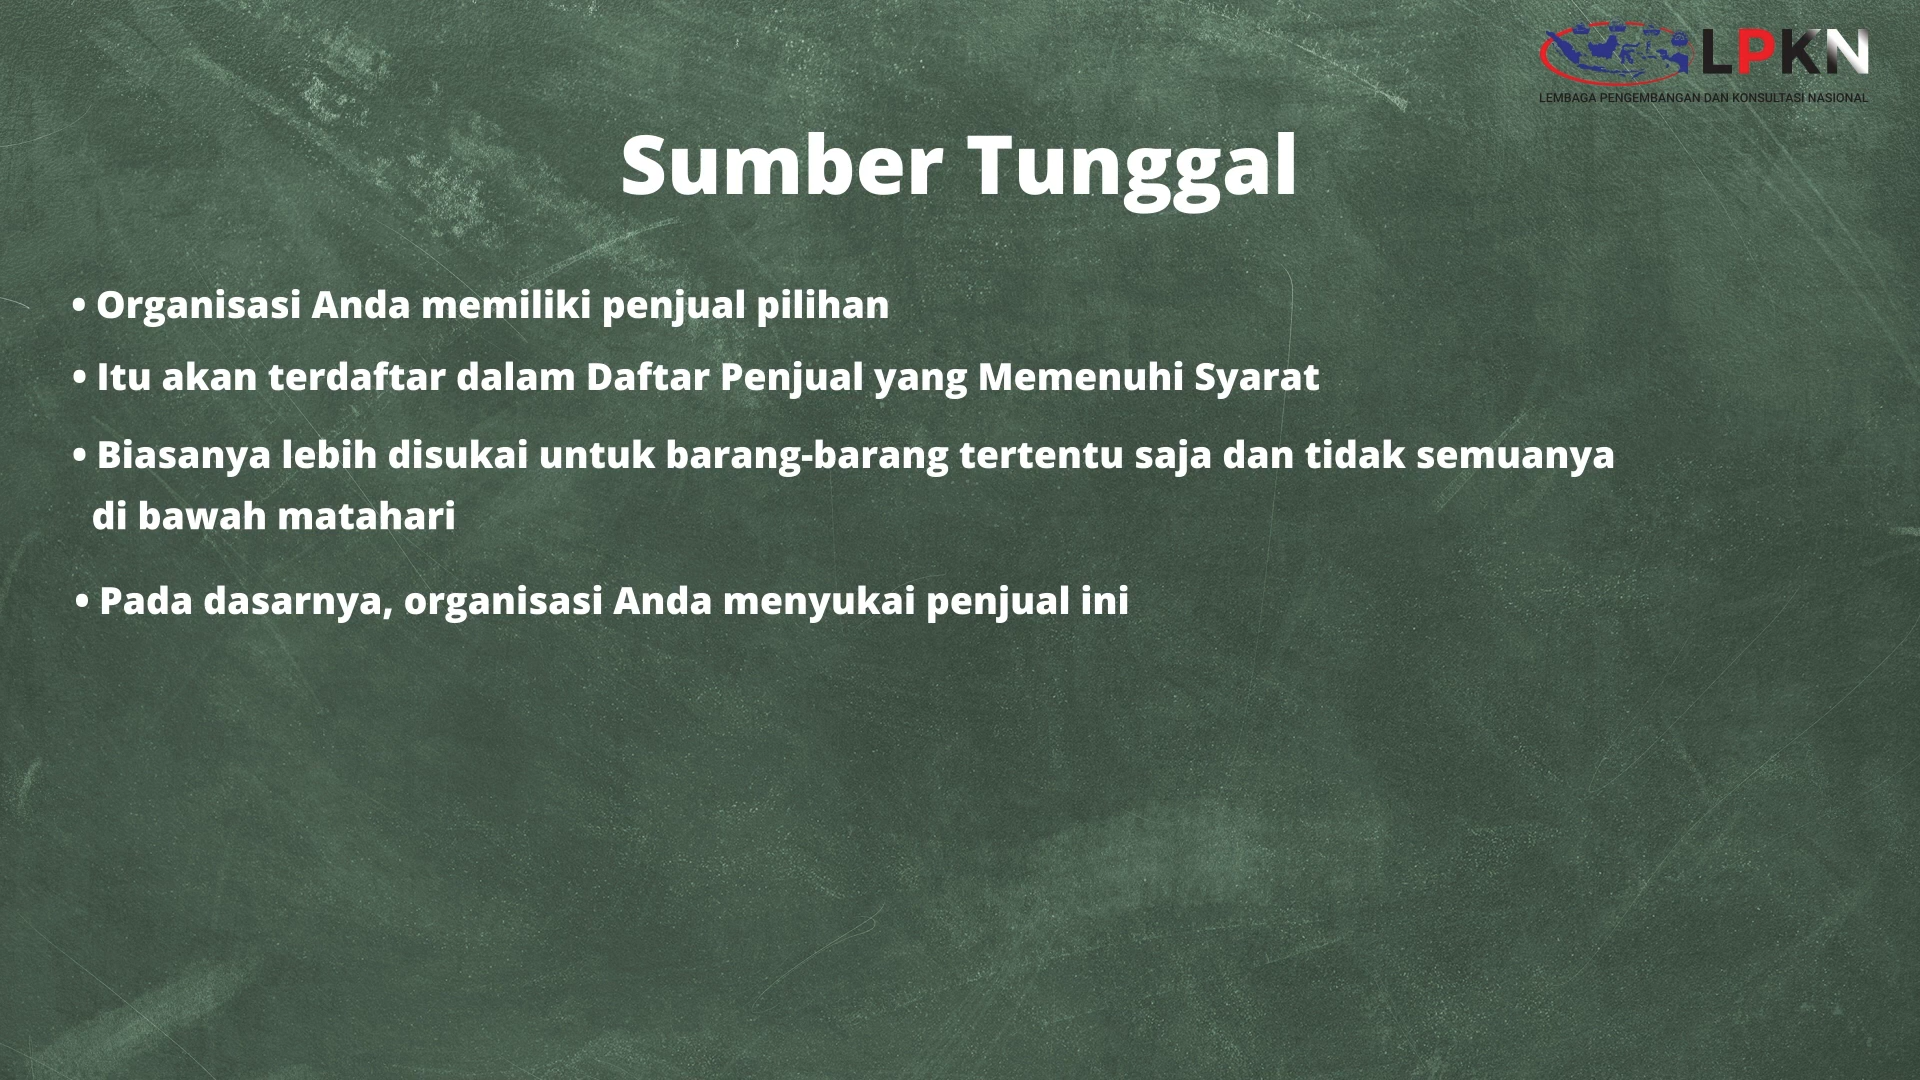 LPKN
LEMBAGA PENGEMBANGAN DAN KONSULTASI NASIONAL
Sumber Tunggal
• Organisasi Anda memiliki penjual pilihan
• Itu akan terdaftar dalam Daftar Penjual yang Memenuhi Syarat
• Biasanya lebih disukai untuk barang-barang tertentu saja dan tidak semuanya
di bawah matahari
• Pada dasarnya, organisasi Anda menyukai penjual ini